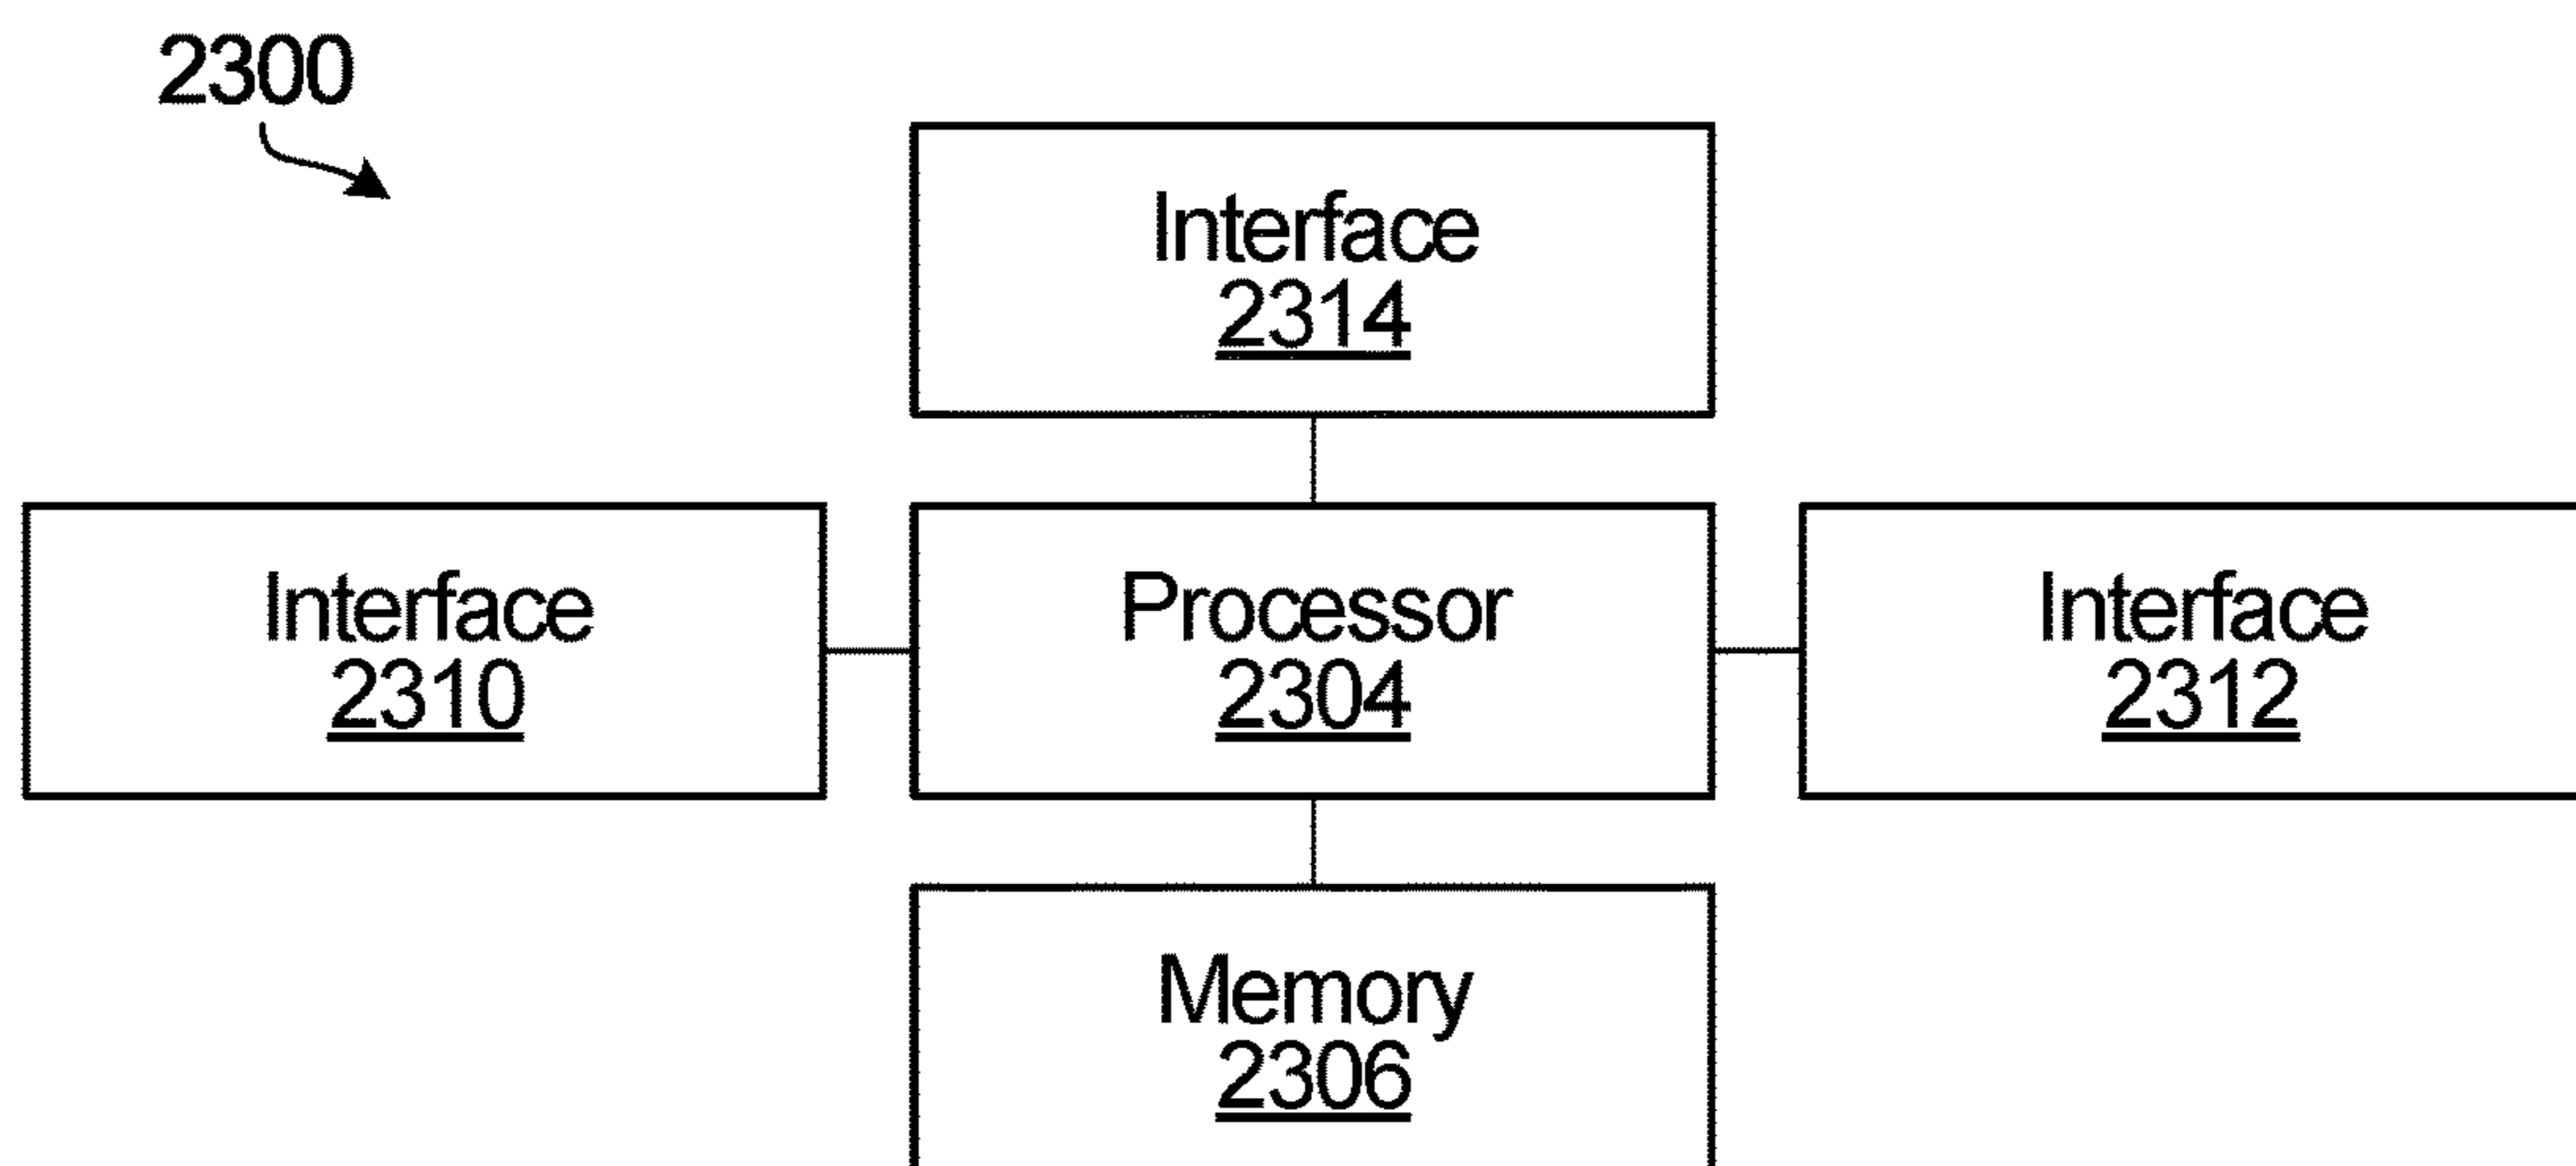 2300
Interface
2314
Interface
2310
Processor
2304
Interface
2312
Memory
2306